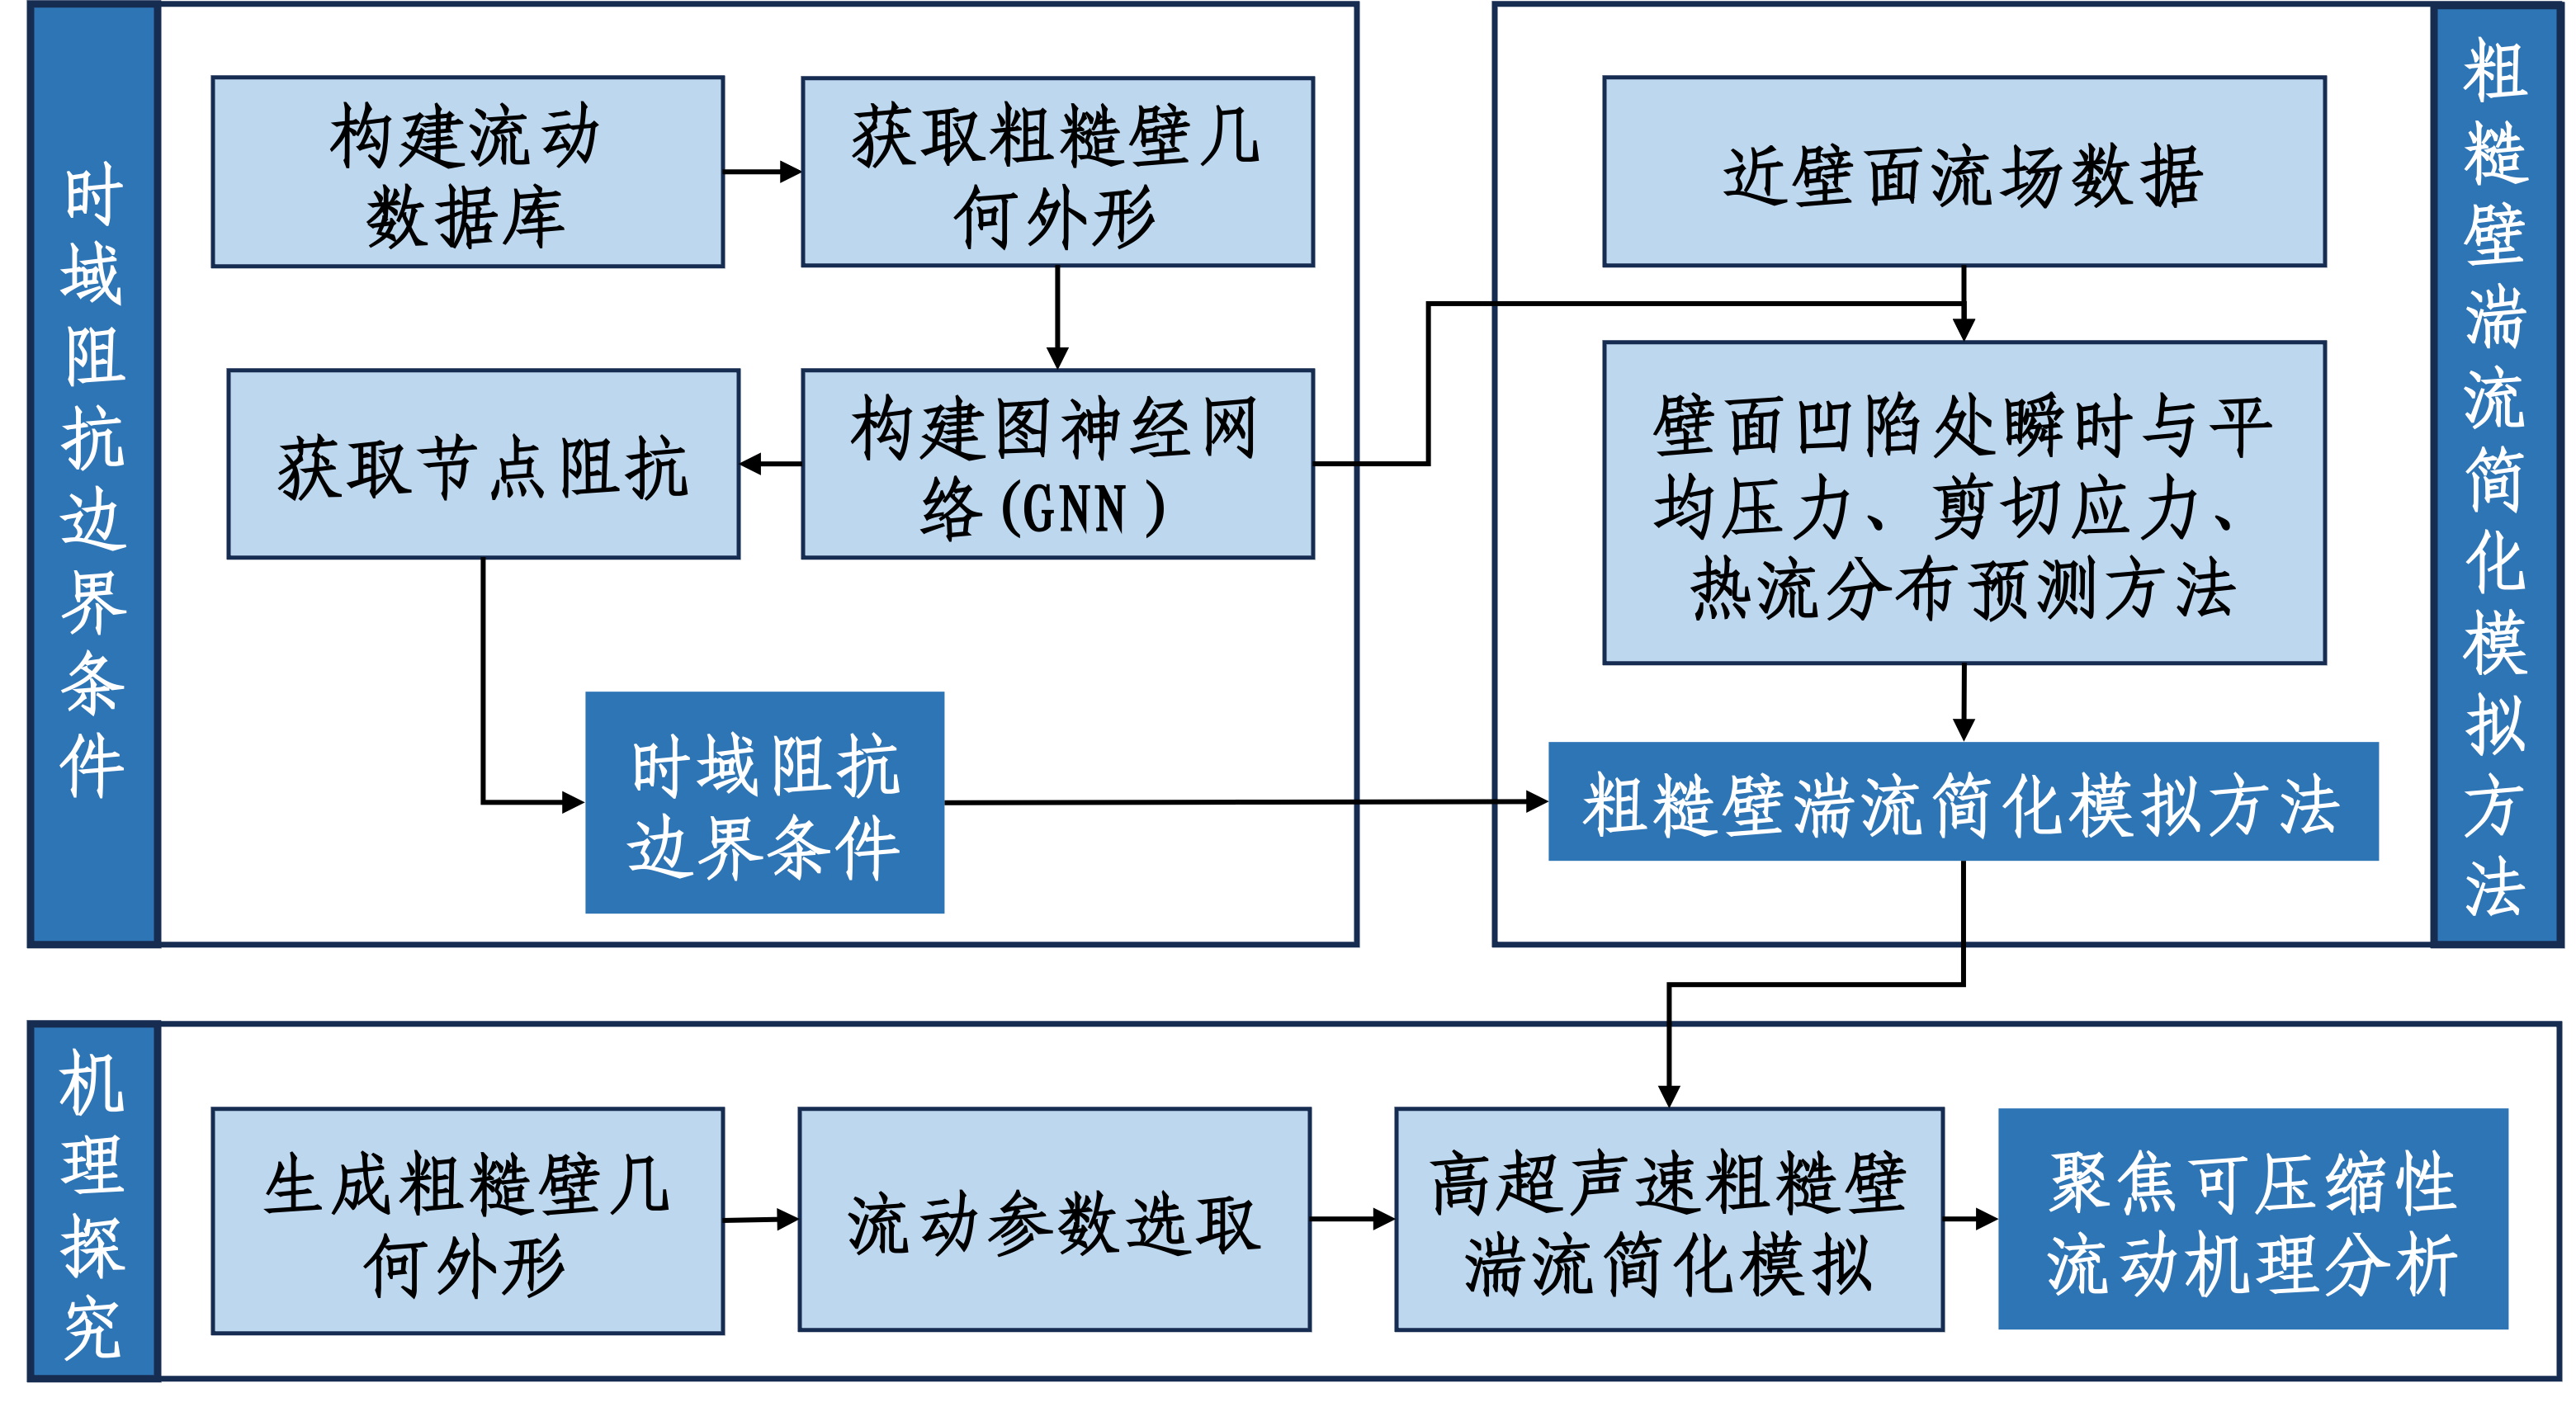 时域阻抗边界条件
构建流动
数据库
获取粗糙壁几
何外形
获取节点阻抗
构建图神经网
络(GNN)
时域阻抗
边界条件
近壁面流场数据
壁面凹陷处瞬时与平
均压力、剪切应力、
热流分布预测方法
粗糙壁湍流简化模拟方法
粗糙壁湍流简化模拟方法
机理探究
生成粗糙壁几
何外形
流动参数选取
高超声速粗糙壁
湍流简化模拟
聚焦可压缩性
流动机理分析